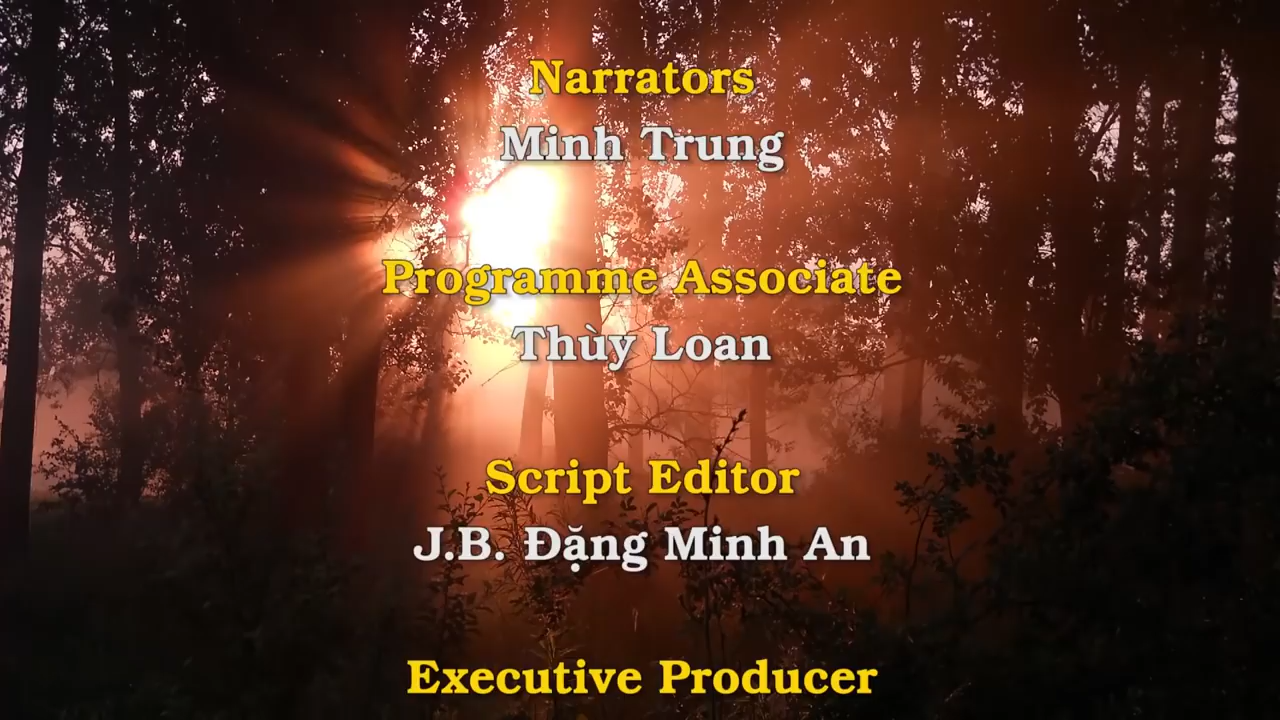 Narrators
Minh Trung
Programme Associate
Thùy Loan
Script Editor
J.B. Đặng Minh An
Executive Producer